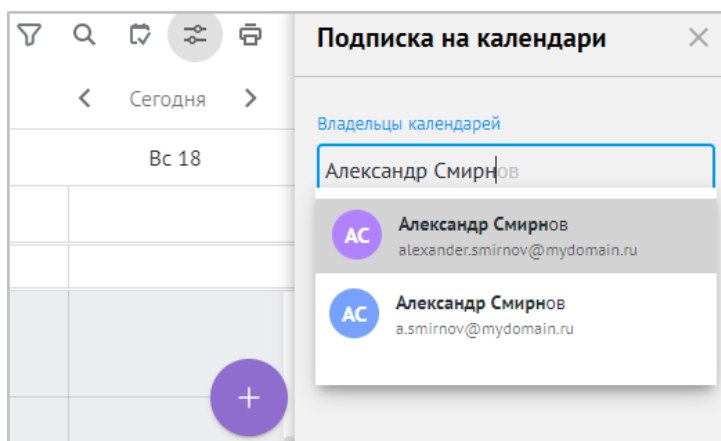 Подписка на календари
Сегодня
Вс 18
Владельцы календарей
Александр Смирнов
АС
Александр Смирнов
alexander.smirnov@mydomain.ru
АС
Александр Смирнов
a.smirnov@mydomain.ru